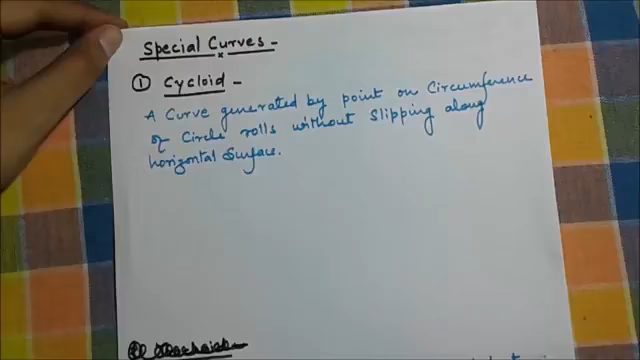 Special Curves -
① Cycloid -
A Curve generated by point on Circumference
of Circle rolls without Slipping along
horizontal Surface.